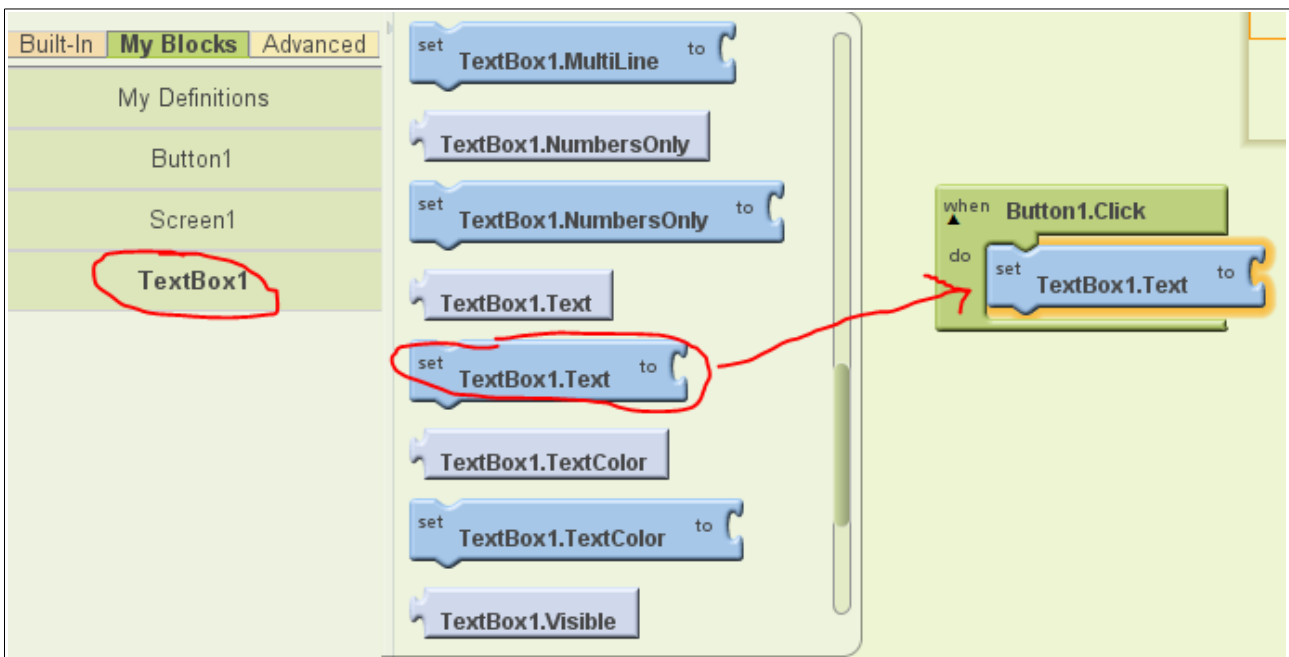 Built-In My Blocks Advanced
My Definitions
Button1
Screen1
TextBox1
set TextBox1.MultiLine to
TextBox1.NumbersOnly
set TextBox1.NumbersOnly to
TextBox1.Text
set TextBox1.Text to
TextBox1.TextColor
set TextBox1.TextColor to
TextBox1.Visible
when Button1.Click
do set TextBox1.Text to